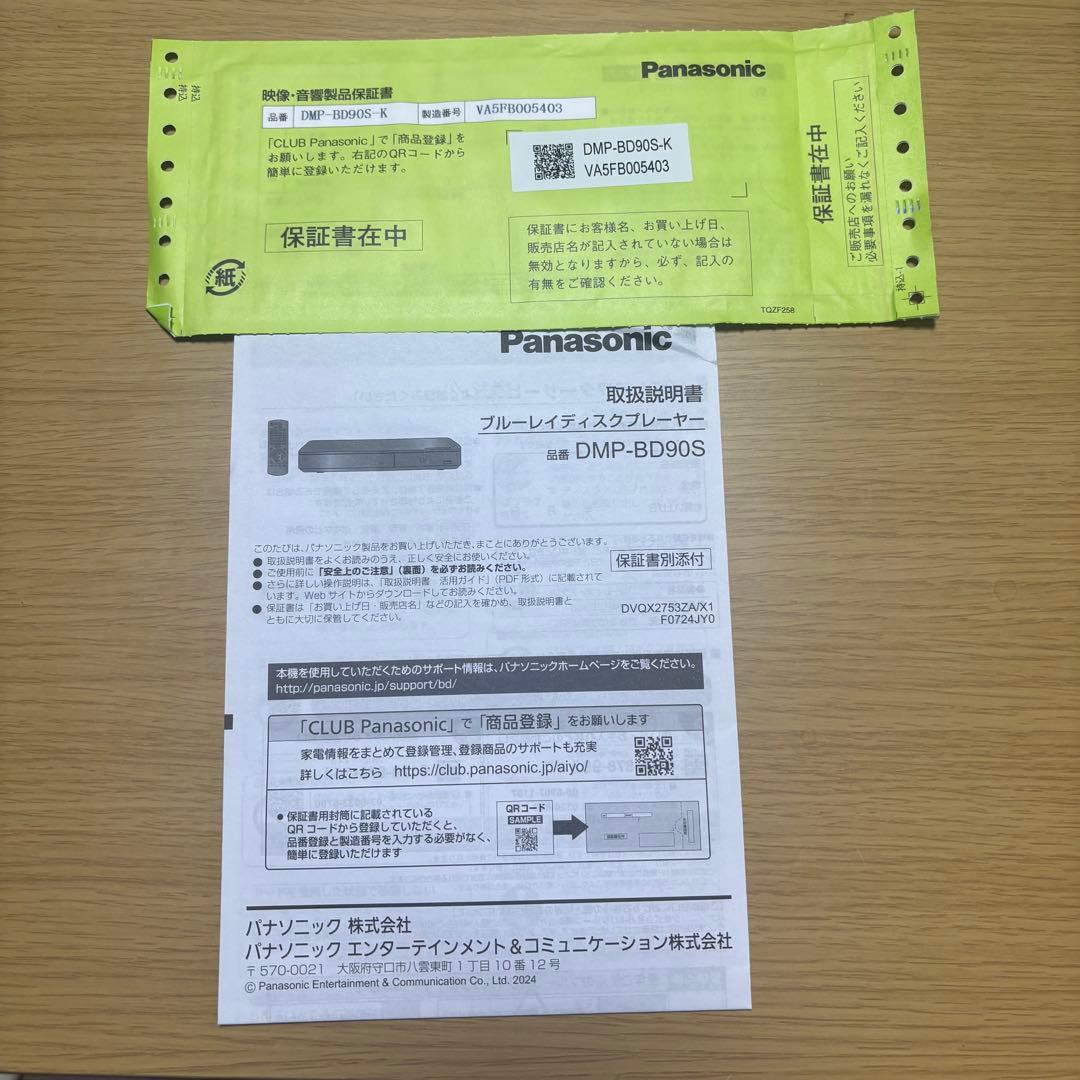 Panasonic
映像・音響製品保証書
品番 DMP-BD90S-K 製造番号 VA5FB005403
「CLUB Panasonic」で「商品登録」を
お願いします。右記のQRコードから
簡単に登録いただけます。
DMP-BD90S-K
VA5FB005403
保証書在中
保証書にお客様名、お買い上げ日、
販売店名が記入されていない場合は
無効となりますから、必ず、記入の
有無をご確認ください。
紙
TQZF258
持込
持込
保証書在中
ご販売店へのお願い
必要事項を漏れなくご記入ください
持込-1
Panasonic
取扱説明書
ブルーレイディスクプレーヤー
品番 DMP-BD90S
このたびは、パナソニック製品をお買い上げいただき、まことにありがとうございます。
● 取扱説明書をよくお読みのうえ、正しく安全にお使いください。
● ご使用前に「安全上のご注意」(裏面)を必ずお読みください。
● さらに詳しい操作説明は、「取扱説明書 活用ガイド」(PDF形式)に記載されて
います。Webサイトからダウンロードしてお読みください。
● 保証書は「お買い上げ日・販売店名」などの記入を確かめ、取扱説明書と
ともに大切に保管してください。
保証書別添付
DVQX2753ZA/X1
F0724JY0
本機を使用していただくためのサポート情報は、パナソニックホームページをご覧ください。
http://panasonic.jp/support/bd/
「CLUB Panasonic」で「商品登録」をお願いします
家電情報をまとめて登録管理、登録商品のサポートも充実
詳しくはこちら https://club.panasonic.jp/aiyo/
● 保証書用封筒に記載されている
QRコードから登録していただくと、
品番登録と製造番号を入力する必要がなく、
簡単に登録いただけます
QRコード
SAMPLE
パナソニック 株式会社
パナソニック エンターテインメント&コミュニケーション株式会社
〒570-0021 大阪府守口市八雲東町1丁目10番12号
© Panasonic Entertainment & Communication Co., Ltd. 2024